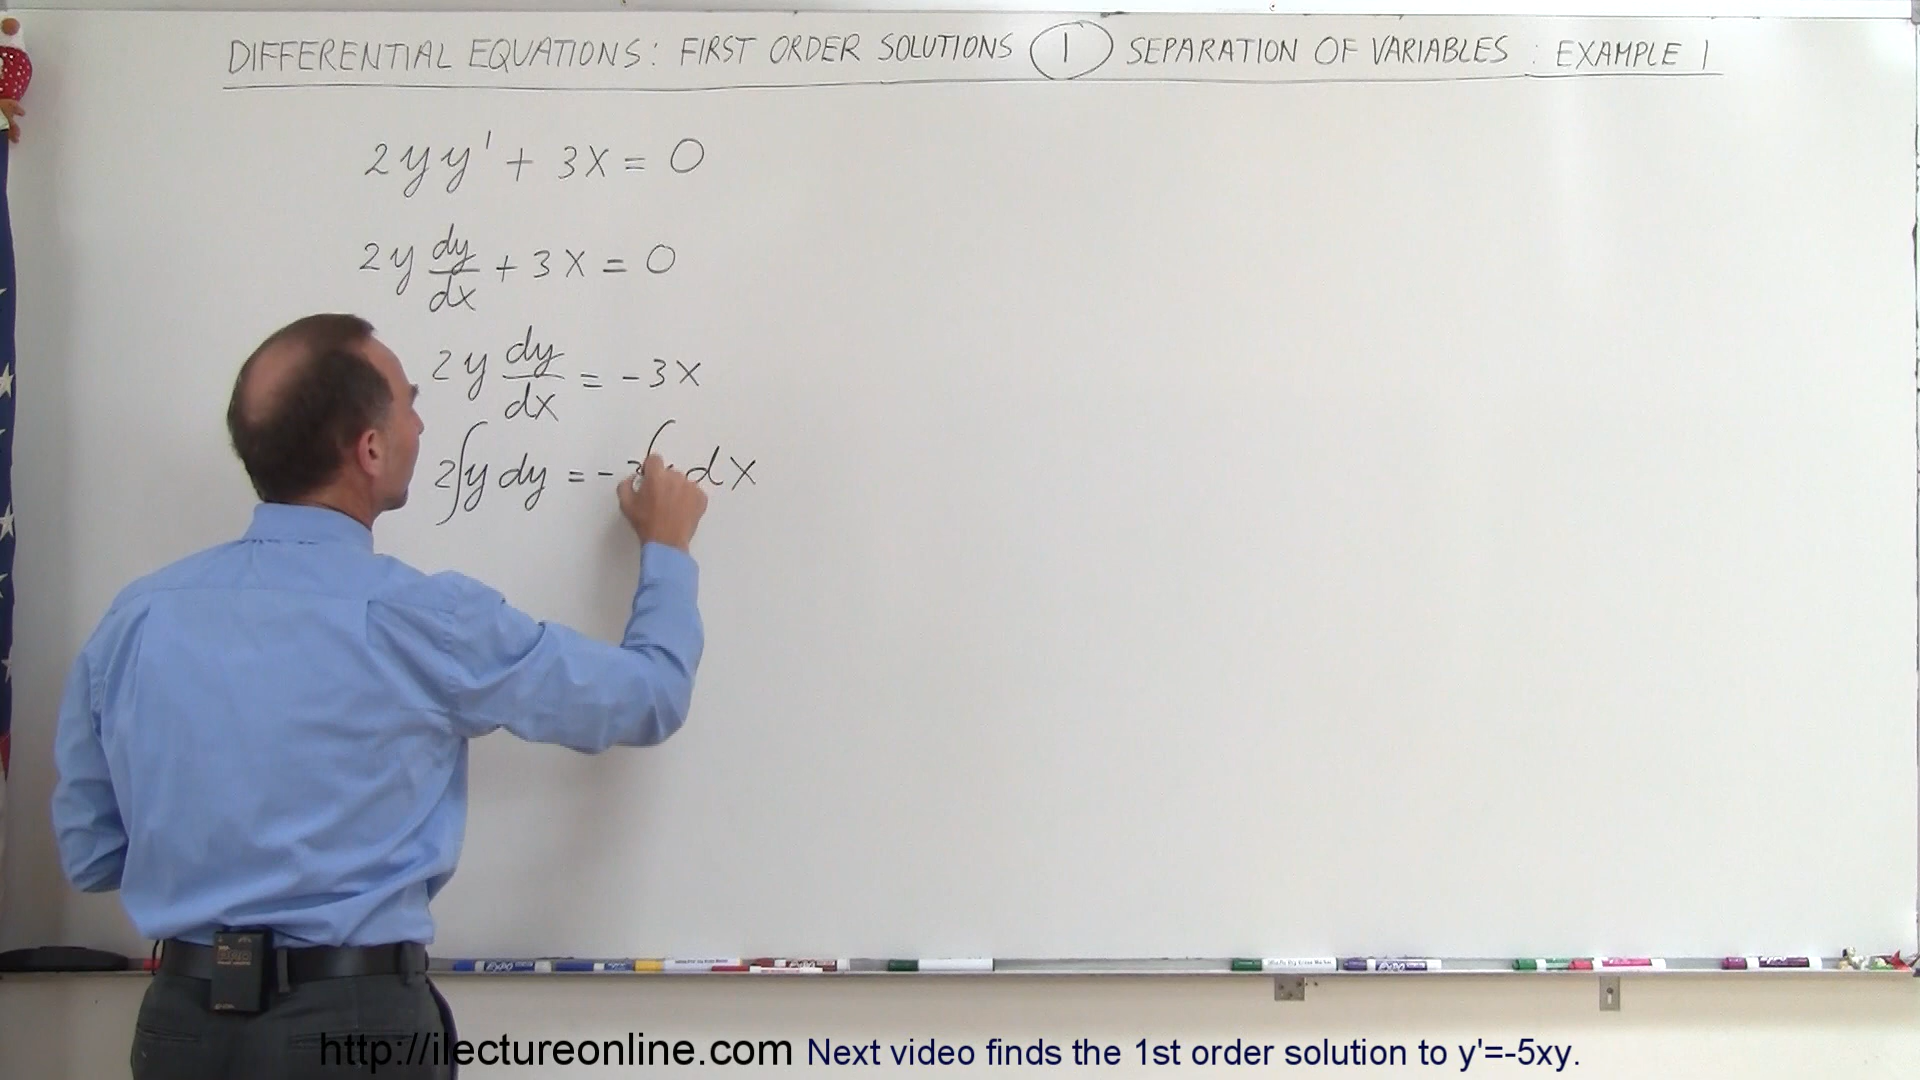 DIFFERENTIAL EQUATIONS: FIRST ORDER SOLUTIONS 1 SEPARATION OF VARIABLES : EXAMPLE 1
2yy' + 3x = 0
2y dy/dx + 3x = 0
2y dy/dx = -3x
2∫y dy = -3∫ dx
http://ilectureonline.com Next video finds the 1st order solution to y'=-5xy.